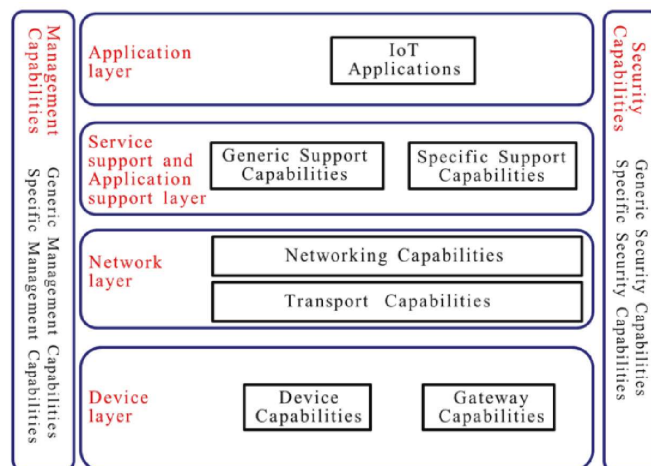 Management
Capabilities
Generic Management Capabilities
Specific Management Capabilities
Application
layer
IoT
Applications
Service
support and
Application
support layer
Generic Support
Capabilities
Specific Support
Capabilities
Network
layer
Networking Capabilities
Transport Capabilities
Device
layer
Device
Capabilities
Gateway
Capabilities
Security
Capabilities
Generic Security Capabilities
Specific Security Capabilities